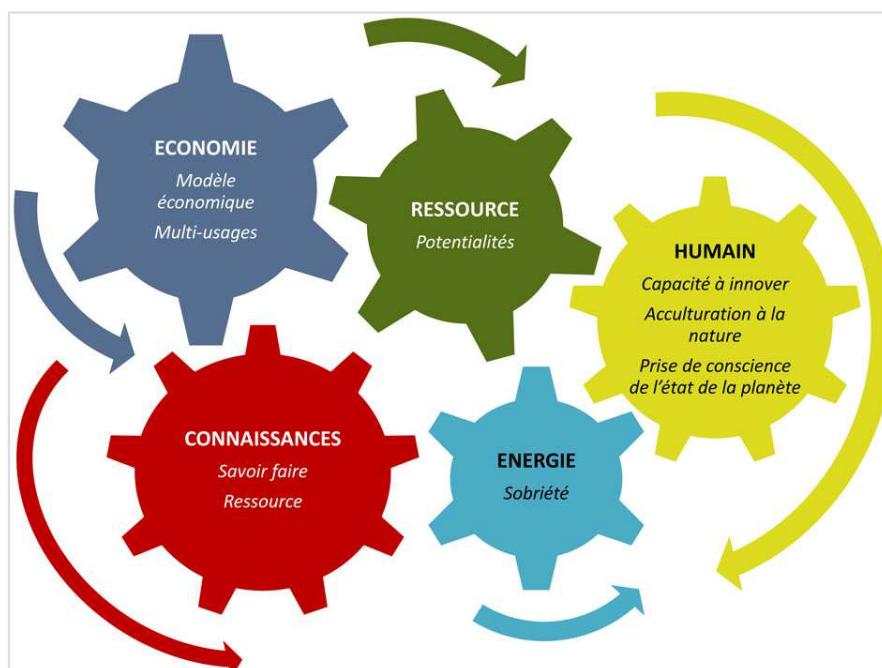 ECONOMIE
Modèle
économique
Multi-usages
RESSOURCE
Potentialités
HUMAIN
Capacité à innover
Acculturation à la
nature
Prise de conscience
de l'état de la planète
CONNAISSANCES
Savoir faire
Ressource
ENERGIE
Sobriété